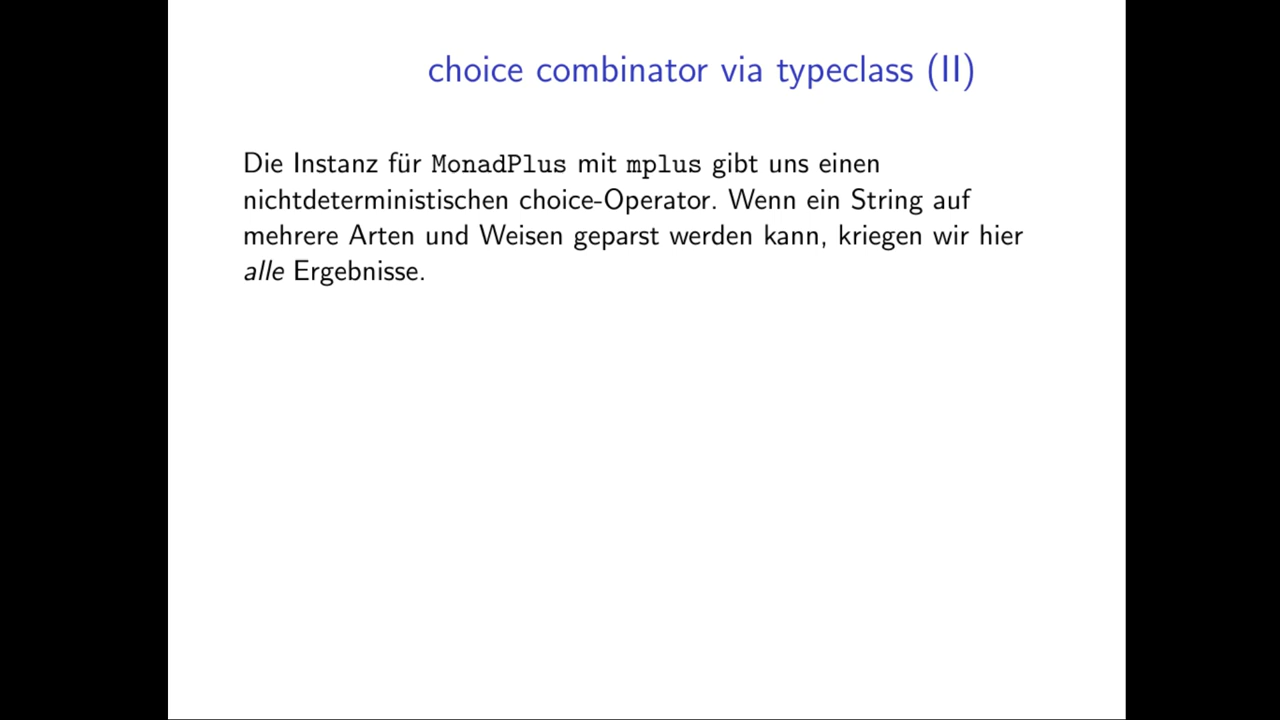 choice combinator via typeclass (II)
Die Instanz für MonadPlus mit mplus gibt uns einen
nichtdeterministischen choice-Operator. Wenn ein String auf
mehrere Arten und Weisen geparst werden kann, kriegen wir hier
alle Ergebnisse.